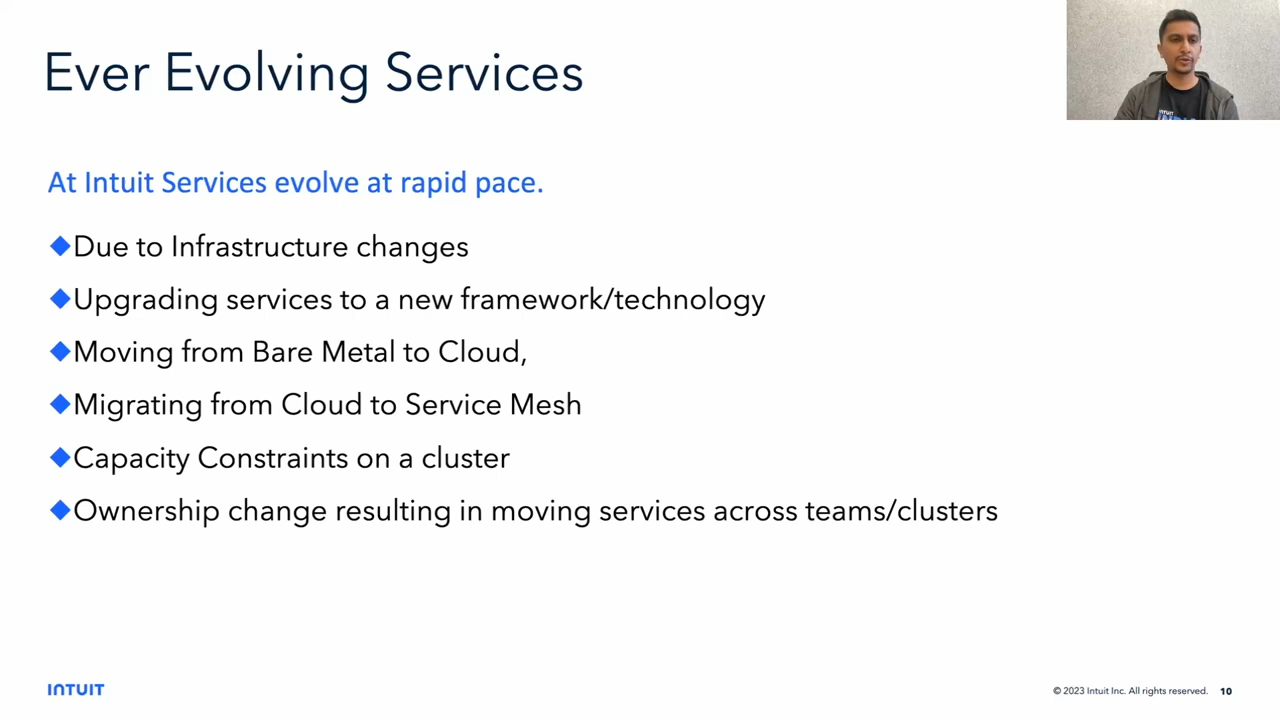 Ever Evolving Services
At Intuit Services evolve at rapid pace.
Due to Infrastructure changes
Upgrading services to a new framework/technology
Moving from Bare Metal to Cloud,
Migrating from Cloud to Service Mesh
Capacity Constraints on a cluster
Ownership change resulting in moving services across teams/clusters
INTUIT
© 2023 Intuit Inc. All rights reserved. 10